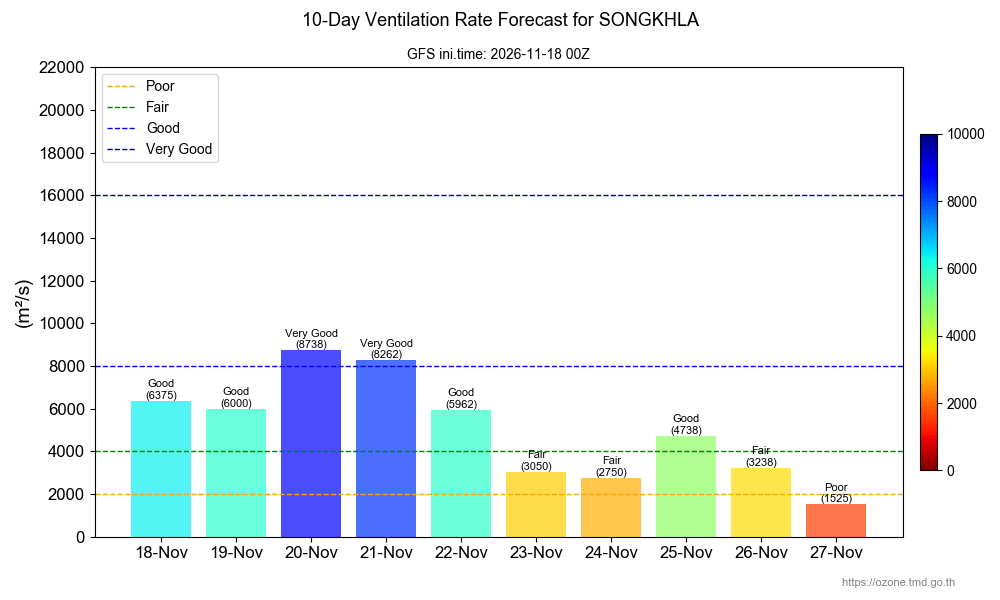 10-Day Ventilation Rate Forecast for SONGKHLA
GFS ini.time: 2026-11-18 00Z
(m²/s)
22000
20000
18000
16000
14000
12000
10000
8000
6000
4000
2000
0
Poor
Fair
Good
Very Good
Good
(6375)
Good
(6000)
Very Good
(8738)
Very Good
(8262)
Good
(5962)
Fair
(3050)
Fair
(2750)
Good
(4738)
Fair
(3238)
Poor
(1525)
18-Nov
19-Nov
20-Nov
21-Nov
22-Nov
23-Nov
24-Nov
25-Nov
26-Nov
27-Nov
10000
8000
6000
4000
2000
0
https://ozone.tmd.go.th